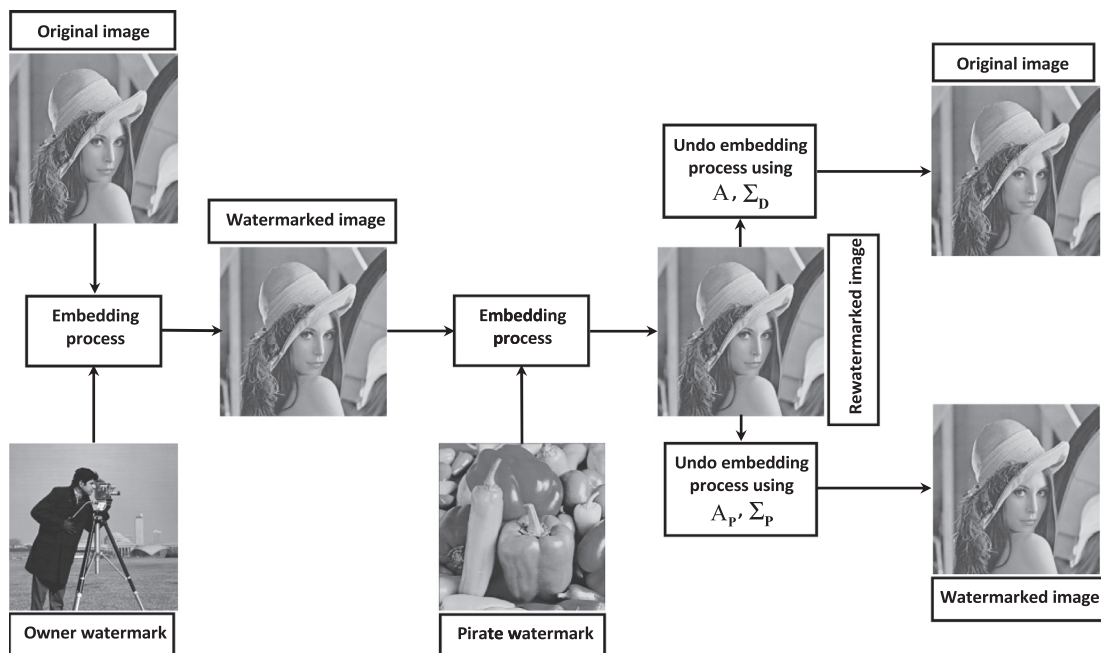 Original image
Embedding
process
Owner watermark
Watermarked image
Embedding
process
Pirate watermark
Undo embedding
process using
A, Σ_D
Rewatermarked image
Undo embedding
process using
A_P, Σ_P
Original image
Watermarked image